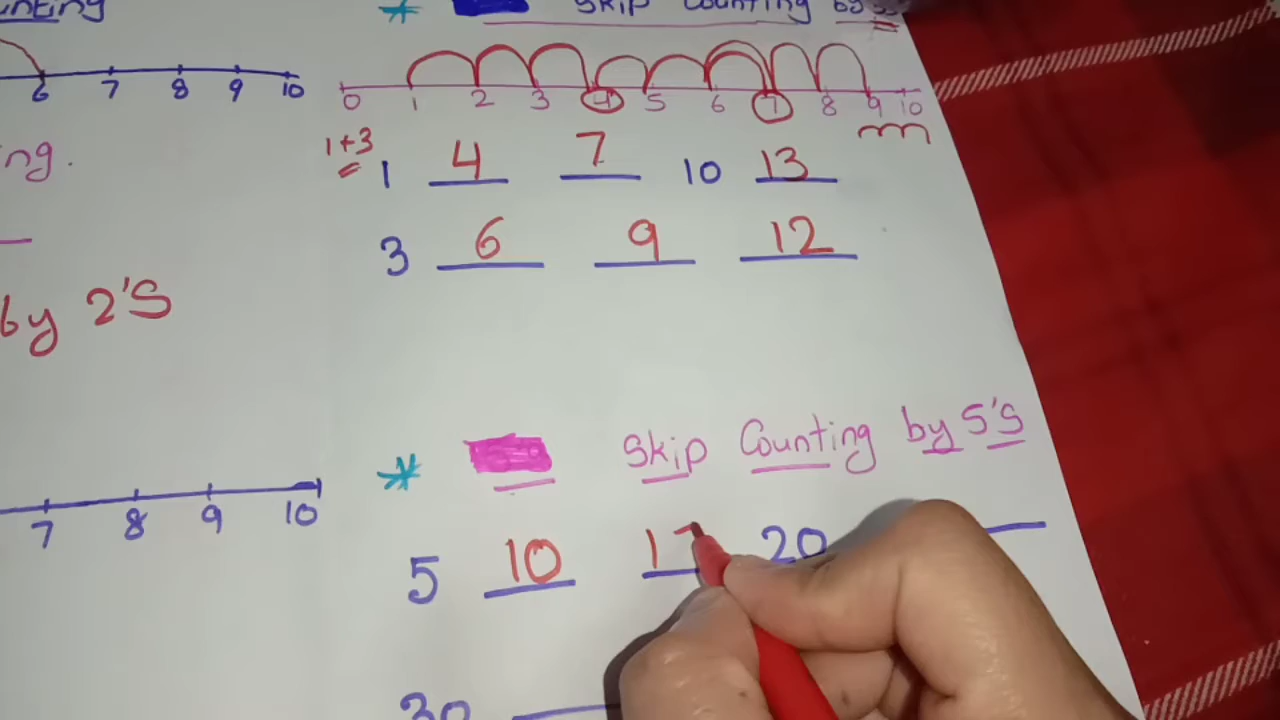 Skip Counting by
6 7 8 9 10
0 1 2 3 4 5 6 7 8 9 10
1+3
1 4 7 10 13
3 6 9 12
by 2'S
* Skip Counting by 5'S
7 8 9 10
5 10 1 20
30